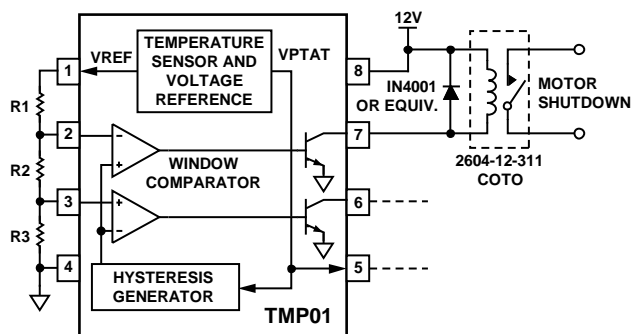 12V
TEMPERATURE
SENSOR AND
VOLTAGE
REFERENCE
VREF
VPTAT
1
8
R1
IN4001
OR EQUIV.
MOTOR
SHUTDOWN
2
7
WINDOW
COMPARATOR
2604-12-311
COTO
R2
3
6
R3
4
5
HYSTERESIS
GENERATOR
TMP01